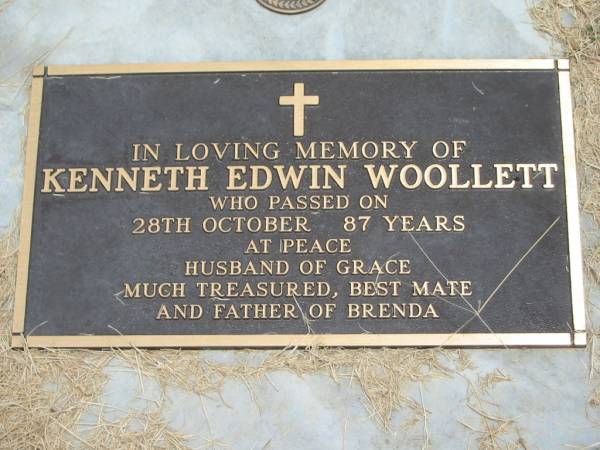 IN LOVING MEMORY OF
KENNETH EDWIN WOOLLETT
WHO PASSED ON
28TH OCTOBER 87 YEARS
AT PEACE
HUSBAND OF GRACE
MUCH TREASURED, BEST MATE
AND FATHER OF BRENDA